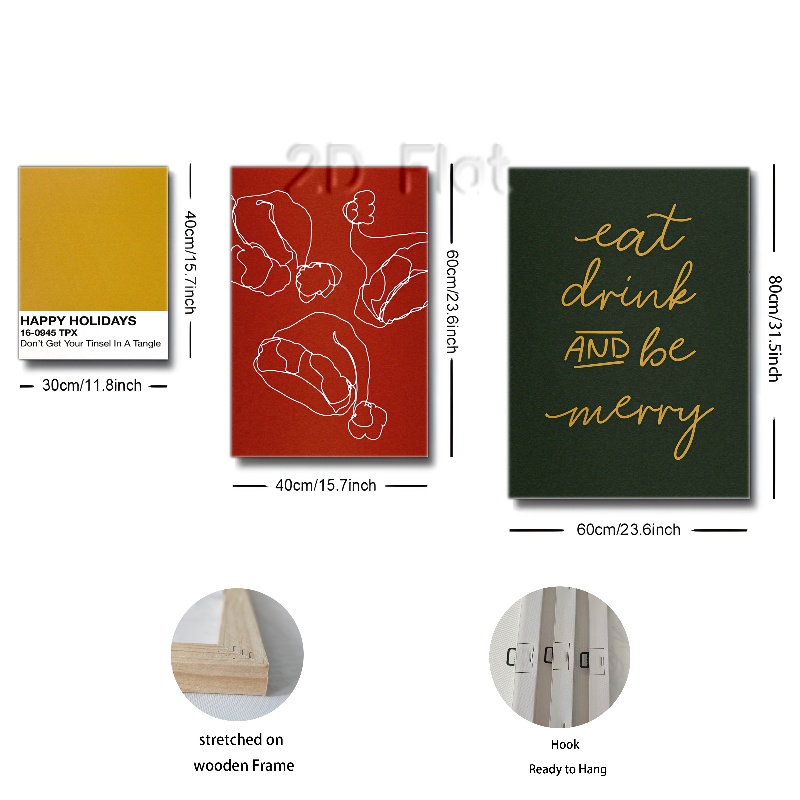 2D Flat
HAPPY HOLIDAYS
16-0945 TPX
Don't Get Your Tinsel In A Tangle
40cm/15.7inch
30cm/11.8inch
60cm/23.6inch
40cm/15.7inch
eat
drink
AND be
merry
80cm/31.5inch
60cm/23.6inch
stretched on
wooden Frame
Hook
Ready to Hang